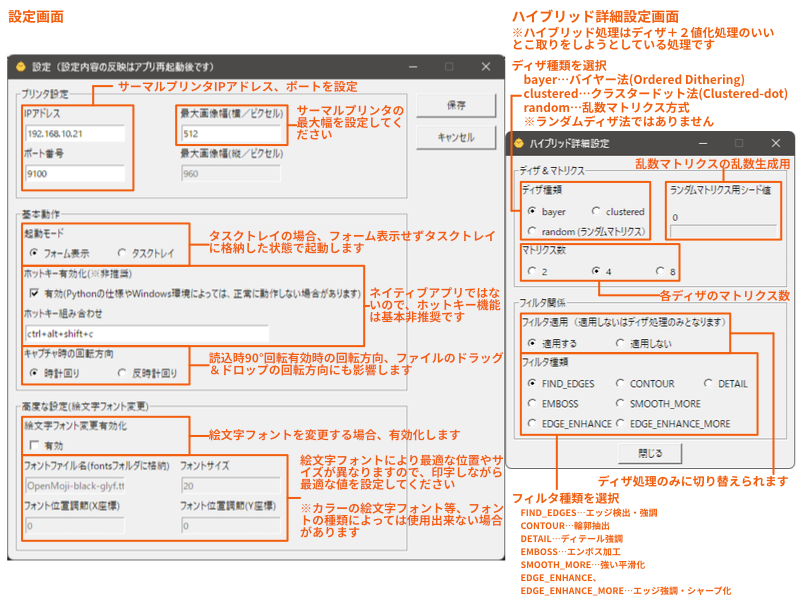 設定画面
設定（設定内容の反映はアプリ再起動後です）
サーマルプリンタIPアドレス、ポートを設定
プリンタ設定
IPアドレス
192.168.10.21
ポート番号
9100
最大画像幅(横／ピクセル)
512
最大画像幅(縦／ピクセル)
960
サーマルプリンタの
最大幅を設定してく
ださい
保存
キャンセル
基本動作
起動モード
フォーム表示
タスクトレイ
タスクトレイの場合、フォーム表示せずタスクトレイ
に格納した状態で起動します
ホットキー有効化(※非推奨)
有効(Pythonの仕様やWindows環境によっては、正常に動作しない場合があります)
ホットキー組み合わせ
ctrl+alt+shift+c
ネイティブアプリではな
いので、ホットキー機能
は基本非推奨です
キャプチャ時の回転方向
時計回り
反時計回り
読込時90°回転有効時の回転方向、ファイルのドラッグ
＆ドロップの回転方向にも影響します
高度な設定(絵文字フォント変更)
絵文字フォント変更有効化
有効
絵文字フォントを変更する場合、有効化します
フォントファイル名(fontsフォルダに格納)
OpenMoji-black-glyf.tt
フォントサイズ
20
フォント位置調節(X座標)
0
フォント位置調節(Y座標)
0
絵文字フォントにより最適な位置やサ
イズが異なりますので、印字しながら
最適な値を設定してください
※カラーの絵文字フォント等、フォン
トの種類によっては使用出来ない場合
があります
ハイブリッド詳細設定画面
※ハイブリッド処理はディザ＋２値化処理のいい
とこ取りをしようとしている処理です
ディザ種類を選択
bayer…バイヤー法(Ordered Dithering)
clustered…クラスタードット法(Clustered-dot)
random…乱数マトリクス方式
※ランダムディザ法ではありません
ハイブリッド詳細設定
乱数マトリクスの乱数生成用
ディザ＆マトリクス
ディザ種類
bayer
clustered
random (ランダムマトリクス)
ランダムマトリクス用シード値
0
マトリクス数
2
4
8
各ディザのマトリクス数
フィルタ関係
フィルタ適用（適用しないはディザ処理のみとなります）
適用する
適用しない
フィルタ種類
FIND_EDGES
CONTOUR
DETAIL
EMBOSS
SMOOTH_MORE
EDGE_ENHANCE
EDGE_ENHANCE_MORE
閉じる
ディザ処理のみに切り替えられます
フィルタ種類を選択
FIND_EDGES…エッジ検出・強調
CONTOUR…輪郭抽出
DETAIL…ディテール強調
EMBOSS…エンボス加工
SMOOTH_MORE…強い平滑化
EDGE_ENHANCE、
EDGE_ENHANCE_MORE…エッジ強調・シャープ化